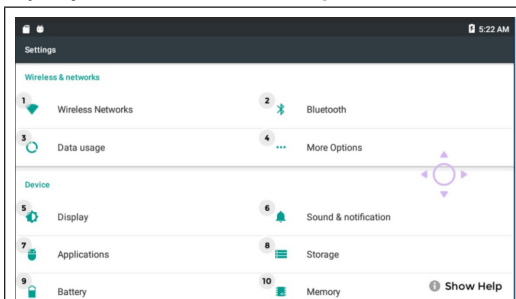 5:22 AM
Settings
Wireless & networks
1 Wireless Networks
2 Bluetooth
3 Data usage
4 More Options
Device
5 Display
6 Sound & notification
7 Applications
8 Storage
9 Battery
10 Memory
Show Help